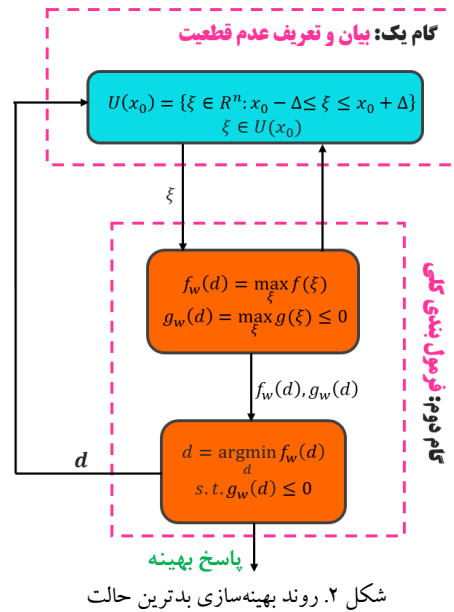 گام یک: بیان و تعریف عدم قطعیت
U(x₀) = {ξ ∈ Rⁿ: x₀ − Δ ≤ ξ ≤ x₀ + Δ}
ξ ∈ U(x₀)
ξ
گام دوم: فرمول بندی کلی
f_w(d) = max_ξ f(ξ)
g_w(d) = max_ξ g(ξ) ≤ 0
f_w(d), g_w(d)
d = argmin_d f_w(d)
s.t. g_w(d) ≤ 0
d
پاسخ بهینه
شکل ۲. روند بهینه‌سازی بدترین حالت